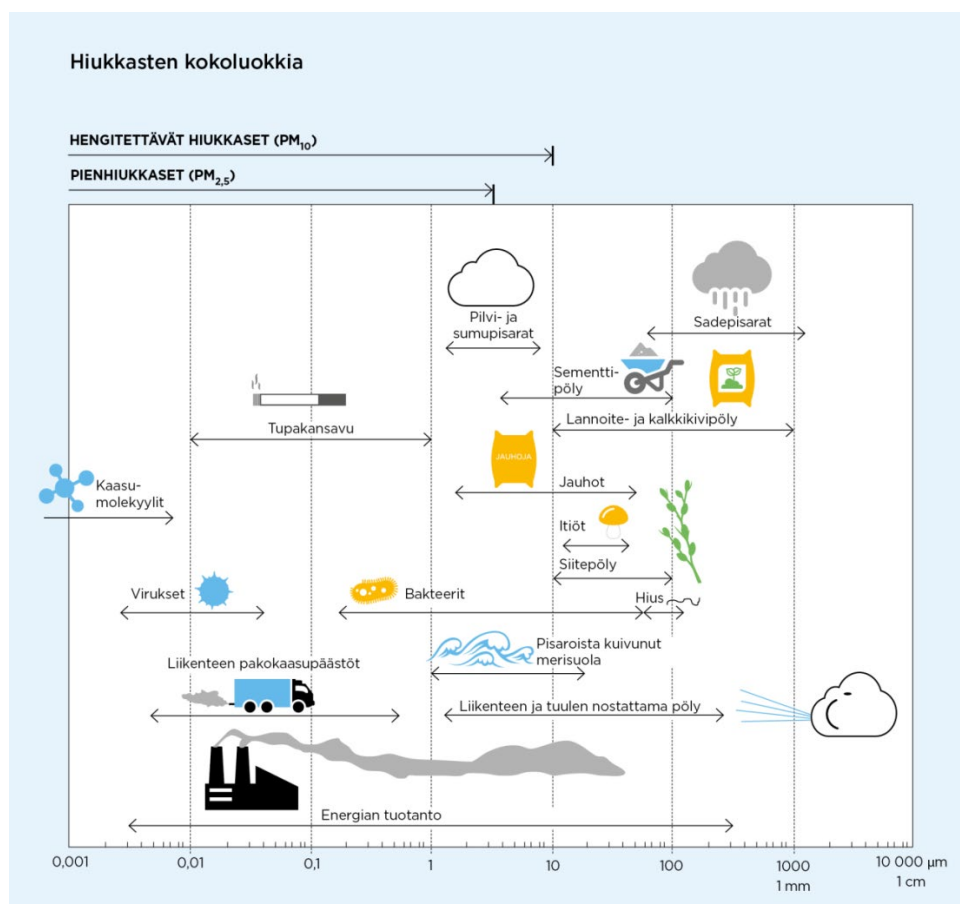 Hiukkasten kokoluokkia
HENGITETTÄVÄT HIUKKASET (PM10)
PIENHIUKKASET (PM2,5)
Pilvi- ja
sumupisarat
Sadepisarat
Sementti-
pöly
Lannoite- ja kalkkikivipöly
Tupakansavu
JAUHOJA
Jauhot
Kaasu-
molekyylit
Itiöt
Siitepöly
Virukset
Bakteerit
Hius
Pisaroista kuivunut
merisuola
Liikenteen pakokaasupäästöt
Liikenteen ja tuulen nostattama pöly
Energian tuotanto
0,001 0,01 0,1 1 10 100 1000 10 000 µm
1 mm 1 cm